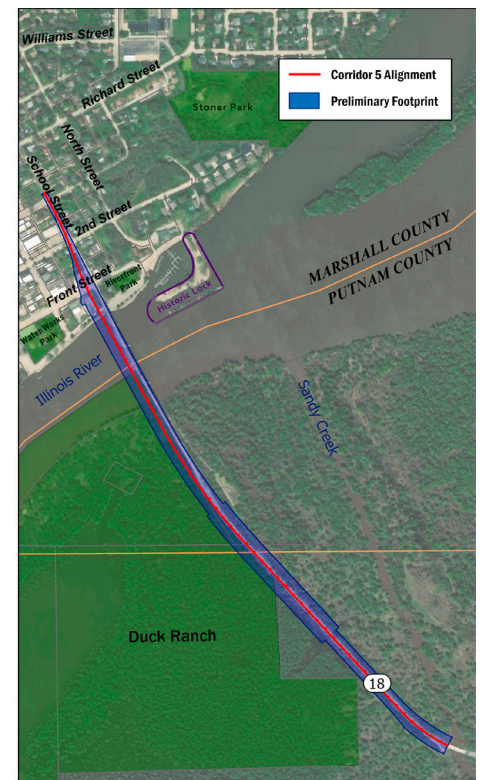 Williams Street
Richard Street
Corridor 5 Alignment
Preliminary Footprint
Stoner Park
North Street
School Street
2nd Street
Front Street
Riverfront
Park
Historic Lock
MARSHALL COUNTY
PUTNAM COUNTY
Water Works
Park
Illinois River
Sandy Creek
Duck Ranch
18